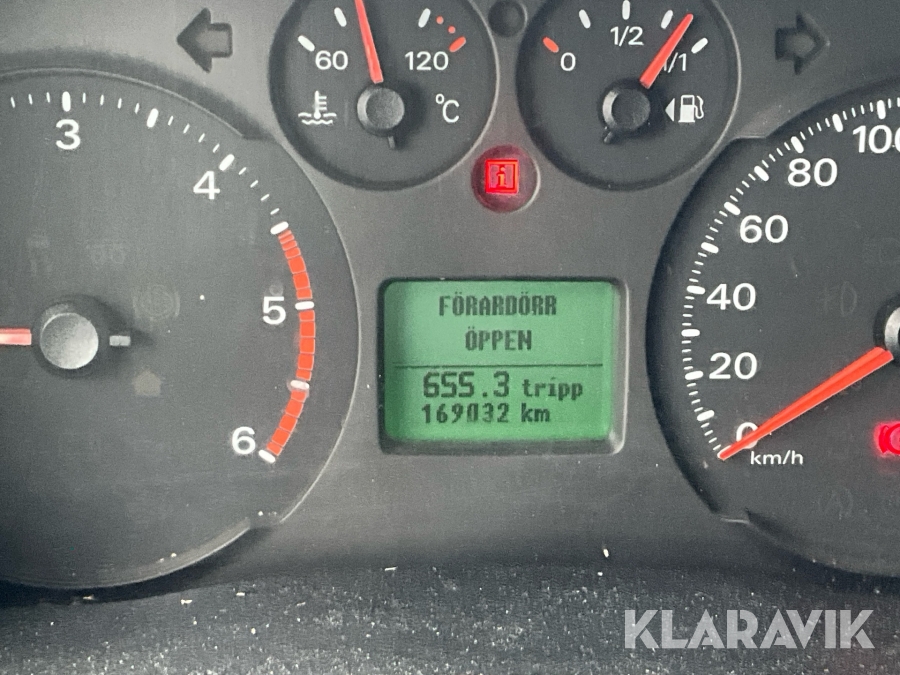 60
120
°C
0
1/2
1/1
3
4
5
6
FÖRARDÖRR
ÖPPEN
655.3 tripp
169032 km
100
80
60
40
20
0
km/h
KLARAVIK